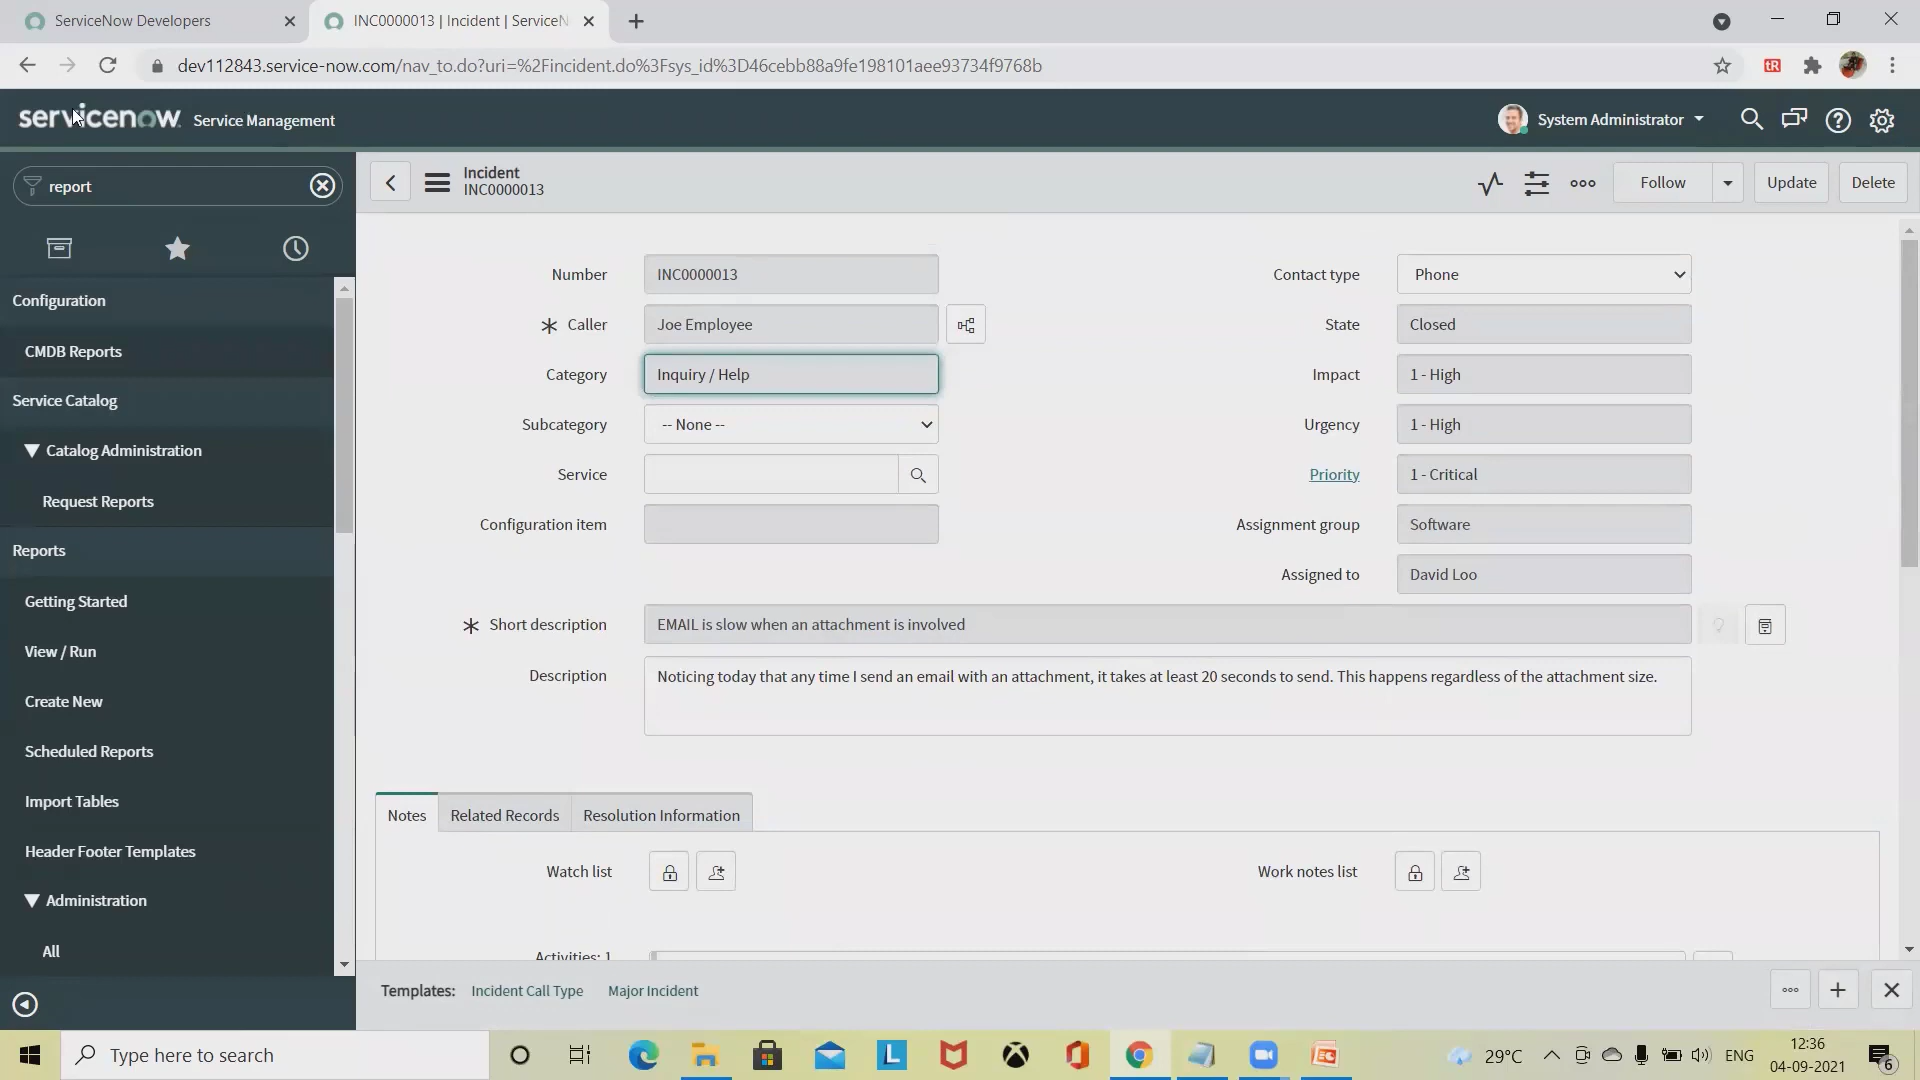 ServiceNow Developers
INC0000013 | Incident | ServiceN
dev112843.service-now.com/nav_to.do?uri=%2Fincident.do%3Fsys_id%3D46cebb88a9fe198101aee93734f9768b
tR
servicenow. Service Management
System Administrator
report
Incident
INC0000013
Follow
Update
Delete
Configuration
CMDB Reports
Service Catalog
Catalog Administration
Request Reports
Reports
Getting Started
View / Run
Create New
Scheduled Reports
Import Tables
Header Footer Templates
Administration
All
Number INC0000013
Caller Joe Employee
Category Inquiry / Help
Subcategory -- None --
Service
Configuration item
Contact type Phone
State Closed
Impact 1 - High
Urgency 1 - High
Priority 1 - Critical
Assignment group Software
Assigned to David Loo
Short description EMAIL is slow when an attachment is involved
Description Noticing today that any time I send an email with an attachment, it takes at least 20 seconds to send. This happens regardless of the attachment size.
Notes Related Records Resolution Information
Watch list
Work notes list
Activities: 1
Templates: Incident Call Type Major Incident
Type here to search
L
29°C
ENG
12:36
04-09-2021
6